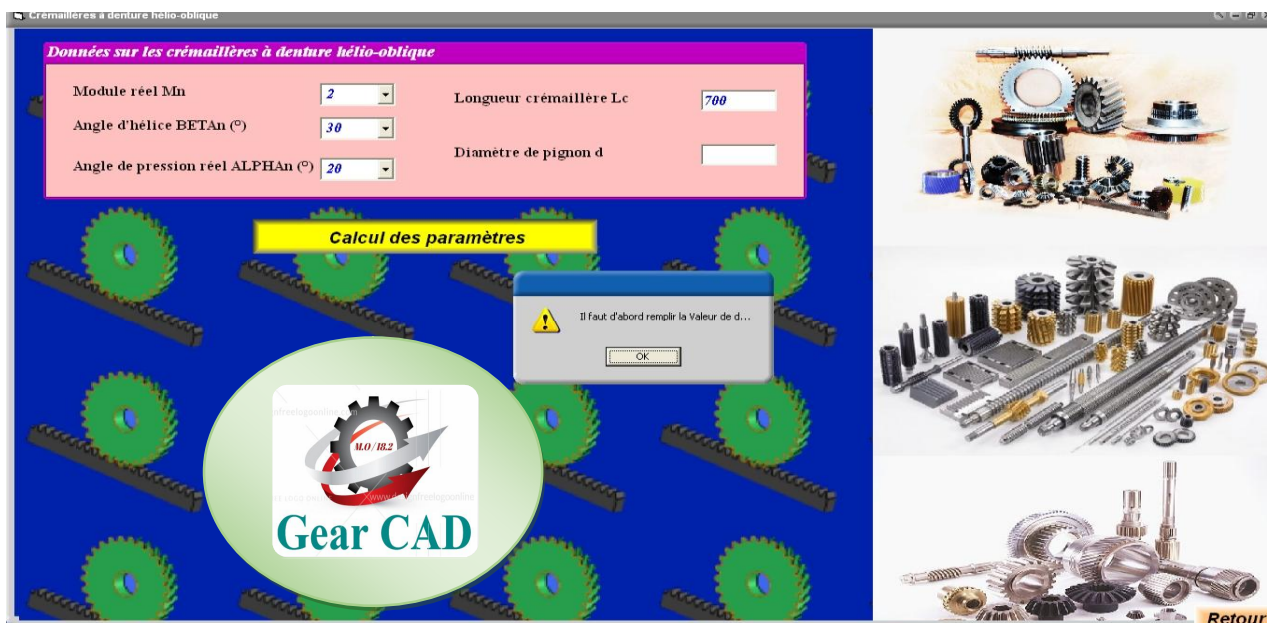 Crémaillères à denture hélio-oblique
Données sur les crémaillères à denture hélio-oblique
Module réel Mn
2
Longueur crémaillère Lc
700
Angle d'hélice BETAn (°)
30
Diamètre de pignon d
Angle de pression réel ALPHAn (°)
20
Calcul des paramètres
Il faut d'abord remplir la Valeur de d...
OK
M.O/18.2
Gear CAD
Retour